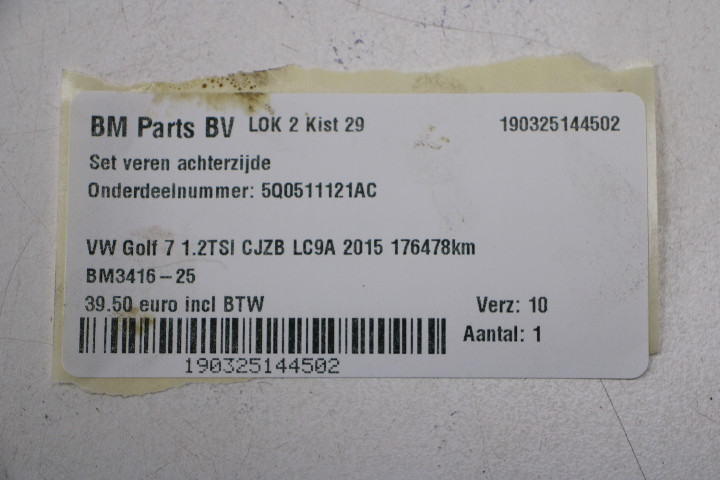 BM Parts BV LOK 2 Kist 29 190325144502
Set veren achterzijde
Onderdeelnummer: 5Q0511121AC
VW Golf 7 1.2TSI CJZB LC9A 2015 176478km
BM3416-25
39.50 euro incl BTW Verz: 10
Aantal: 1
190325144502